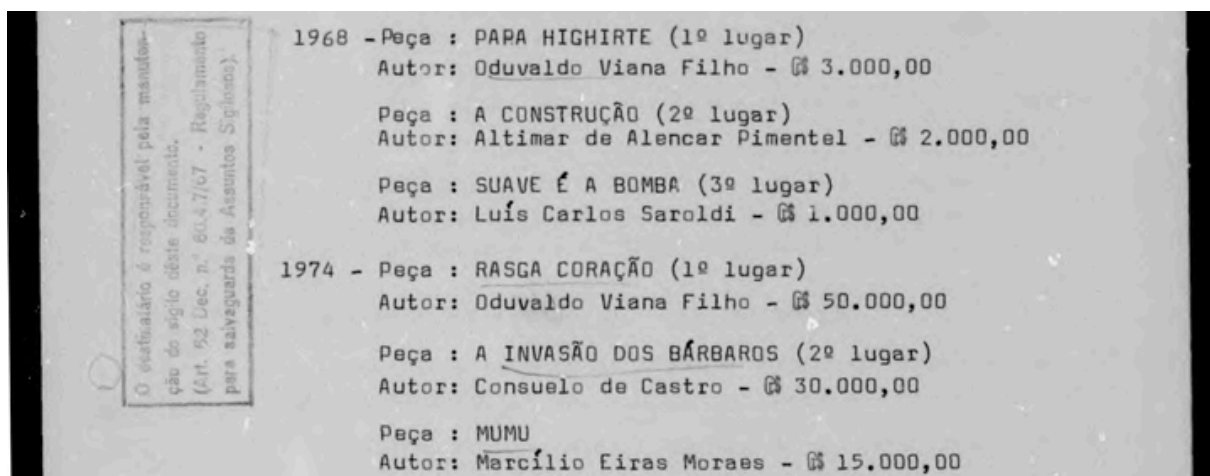 1968 - Peça : PAPA HIGHIRTE (1º lugar)
Autor: Oduvaldo Viana Filho - Cr$ 3.000,00
Peça : A CONSTRUÇÃO (2º lugar)
Autor: Altimar de Alencar Pimentel - Cr$ 2.000,00
Peça : SUAVE É A BOMBA (3º lugar)
Autor: Luís Carlos Saroldi - Cr$ 1.000,00
1974 - Peça : RASGA CORAÇÃO (1º lugar)
Autor: Oduvaldo Viana Filho - Cr$ 50.000,00
Peça : A INVASÃO DOS BÁRBAROS (2º lugar)
Autor: Consuelo de Castro - Cr$ 30.000,00
Peça : MUMU
Autor: Marcílio Eiras Moraes - Cr$ 15.000,00
O destinatário é responsável pela manuten-
ção do sigilo dêste documento.
(Art. 62 Dec. n.º 60.417/67 - Regulamento
para salvaguarda de Assuntos Sigilosos).